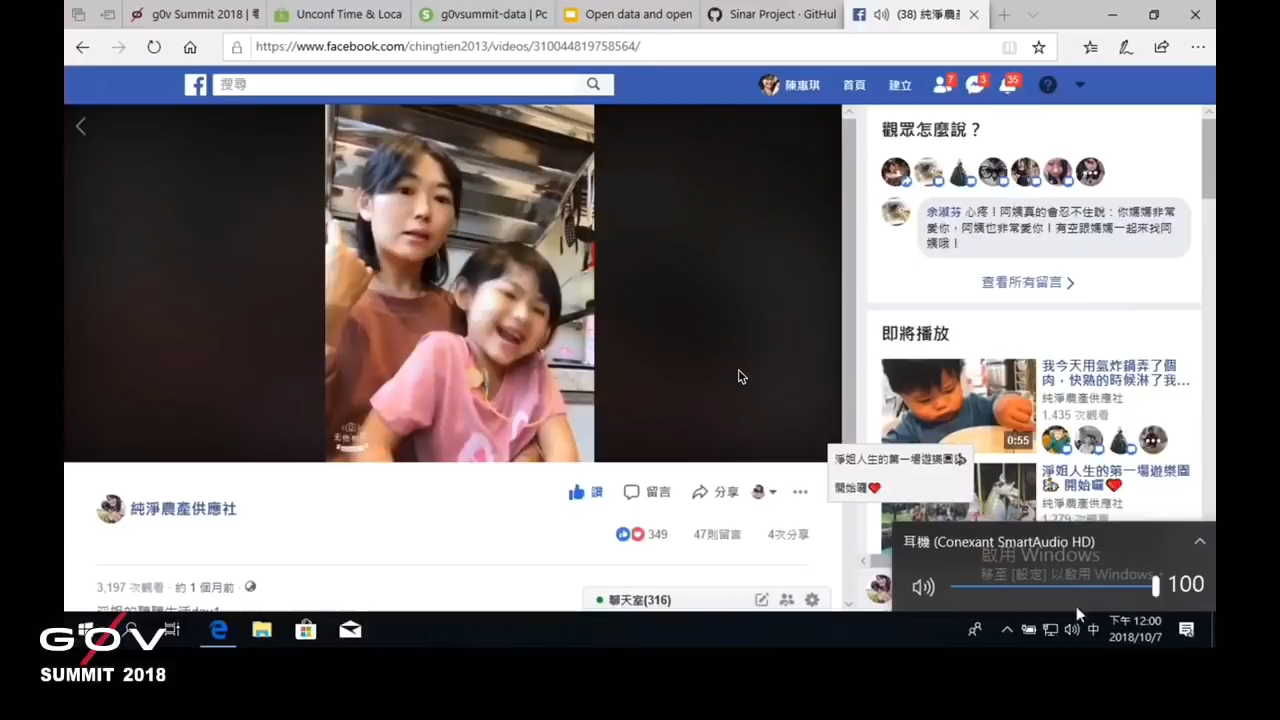 g0v Summit 2018 |
Unconf Time & Loca
g0vsummit-data | Pc
Open data and open
Sinar Project · GitHul
(38) 純淨農產
https://www.facebook.com/chingtien2013/videos/310044819758564/
搜尋
陳惠琪
首頁
建立
7
3
35
觀眾怎麼說？
余淑芬 心疼！阿姨真的會忍不住說：你媽媽非常
愛你，阿姨也非常愛你！有空跟媽媽一起來找阿
姨哦！
查看所有留言
即將播放
我今天用氣炸鍋弄了個
肉，快熟的時候淋了我...
純淨農產供應社
1,435 次觀看
0:55
淨姐人生的第一場遊樂園
開始囉
淨姐人生的第一場遊樂園
開始囉
純淨農產供應社
1,279 次觀看
純淨農產供應社
讚
留言
分享
349
47則留言
4次分享
3,197 次觀看 · 約 1 個月前 ·
聊天室(316)
耳機 (Conexant SmartAudio HD)
啟用 Windows
移至 [設定] 以啟用 Windows。
100
中
下午 12:00
2018/10/7
G0V
SUMMIT 2018